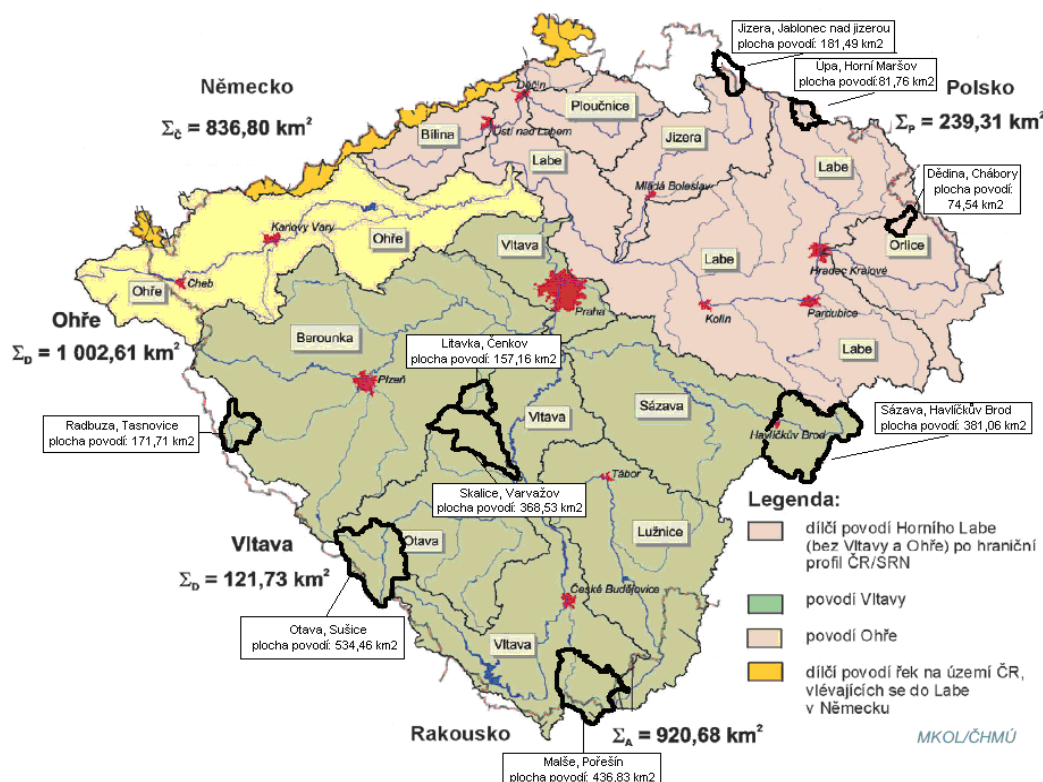 Jizera, Jablonec nad jizerou
plocha povodí: 181,49 km2
Úpa, Horní Maršov
plocha povodí:81,76 km2
Německo
Polsko
Σč = 836,80 km²
Σp = 239,31 km²
Děčín
Ploučnice
Bílina
Ústí nad Labem
Labe
Jizera
Labe
Mladá Boleslav
Dědina, Chábory
plocha povodí:
74,54 km2
Karlovy Vary
Ohře
Vltava
Labe
Orlice
Hradec Králové
Cheb
Ohře
Praha
Kolín
Pardubice
Ohře
ΣD = 1 002,61 km²
Berounka
Litavka, Čenkov
plocha povodí: 157,16 km2
Labe
Plzeň
Vltava
Sázava
Sázava, Havlíčkův Brod
plocha povodí: 381,06 km2
Radbuza, Tasnovice
plocha povodí: 171,71 km2
Havlíčkův Brod
Tábor
Skalice, Varvažov
plocha povodí: 368,53 km2
Legenda:
dílčí povodí Horního Labe
(bez Vltavy a Ohře) po hraniční
profil ČR/SRN
povodí Vltavy
povodí Ohře
dílčí povodí řek na území ČR,
vlévajících se do Labe
v Německu
Lužnice
Otava
Vltava
ΣD = 121,73 km²
České Budějovice
Otava, Sušice
plocha povodí: 534,46 km2
Vltava
Rakousko
ΣA = 920,68 km²
MKOL/ČHMÚ
Malše, Pořešín
plocha povodí: 436,83 km2